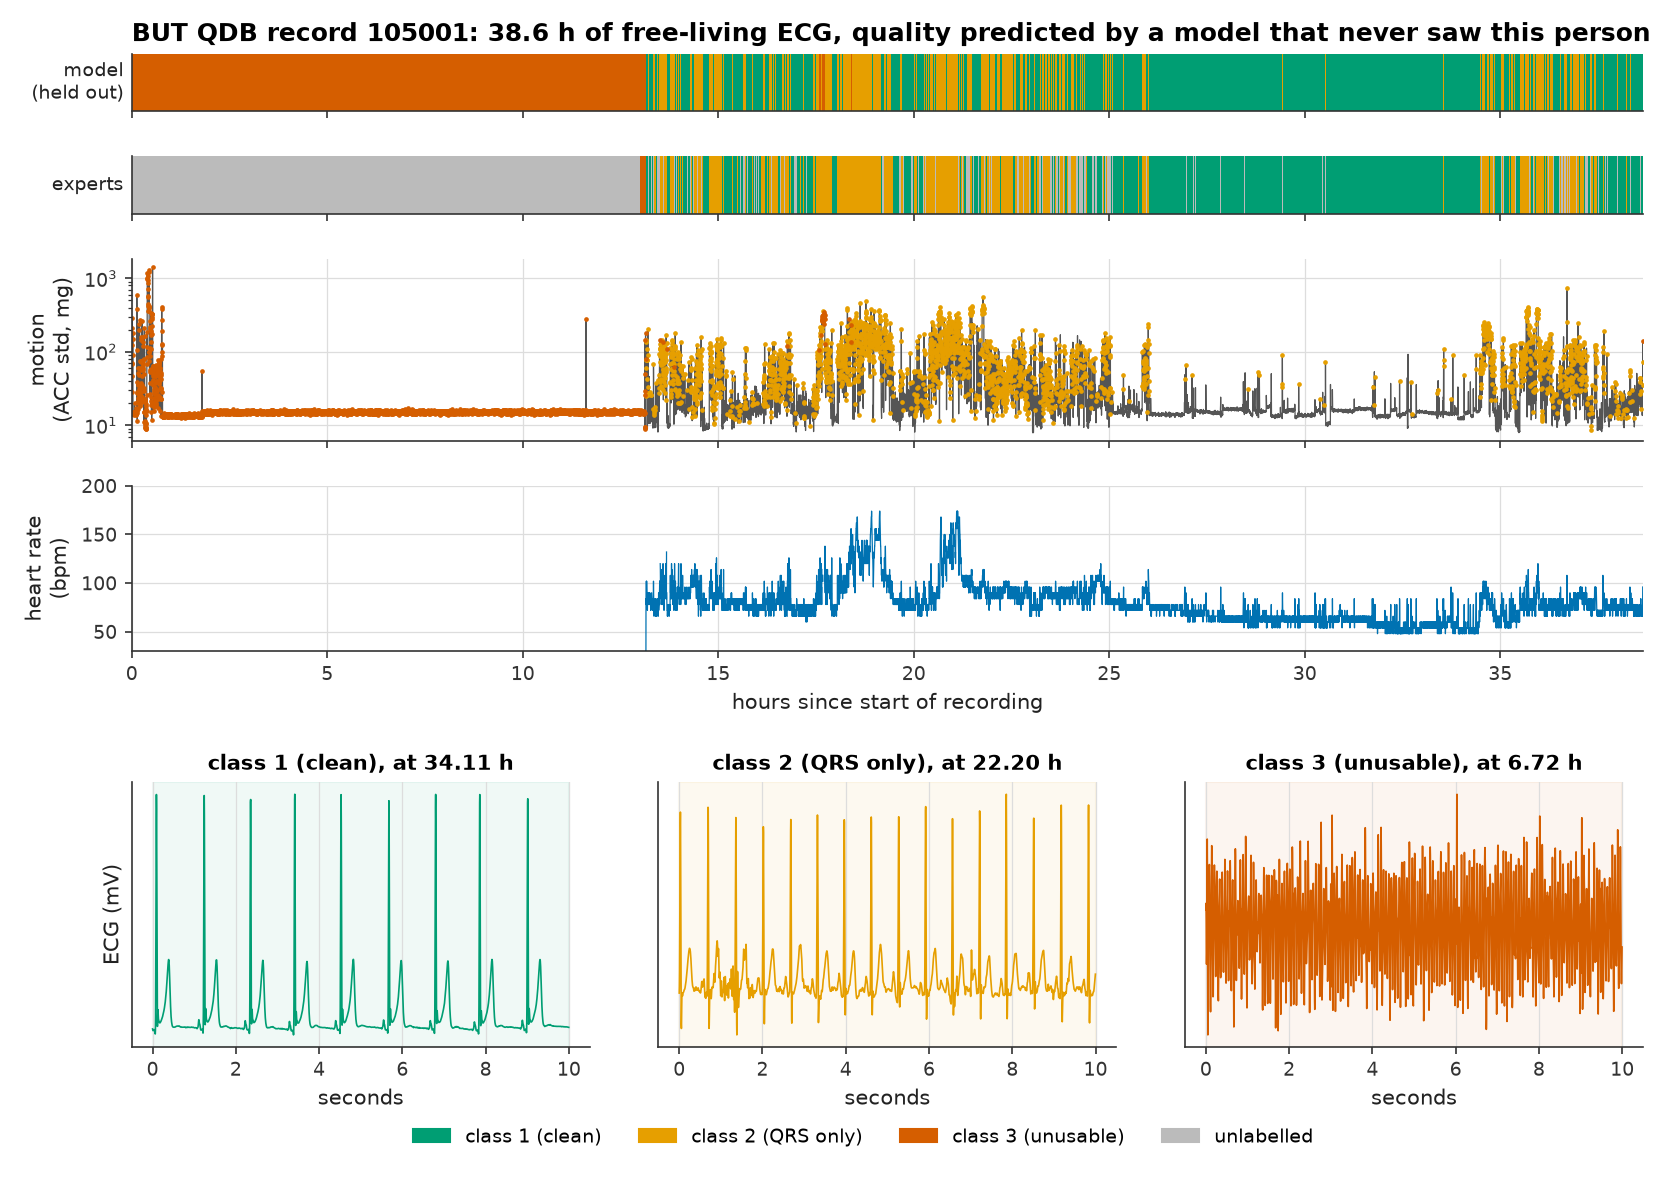 BUT QDB record 105001: 38.6 h of free-living ECG, quality predicted by a model that never saw this person
model
(held out)
experts
motion
(ACC std, mg)
10³
10²
10¹
heart rate
(bpm)
200
150
100
50
0 5 10 15 20 25 30 35
hours since start of recording
class 1 (clean), at 34.11 h
class 2 (QRS only), at 22.20 h
class 3 (unusable), at 6.72 h
ECG (mV)
0 2 4 6 8 10
0 2 4 6 8 10
0 2 4 6 8 10
seconds
seconds
seconds
class 1 (clean)
class 2 (QRS only)
class 3 (unusable)
unlabelled